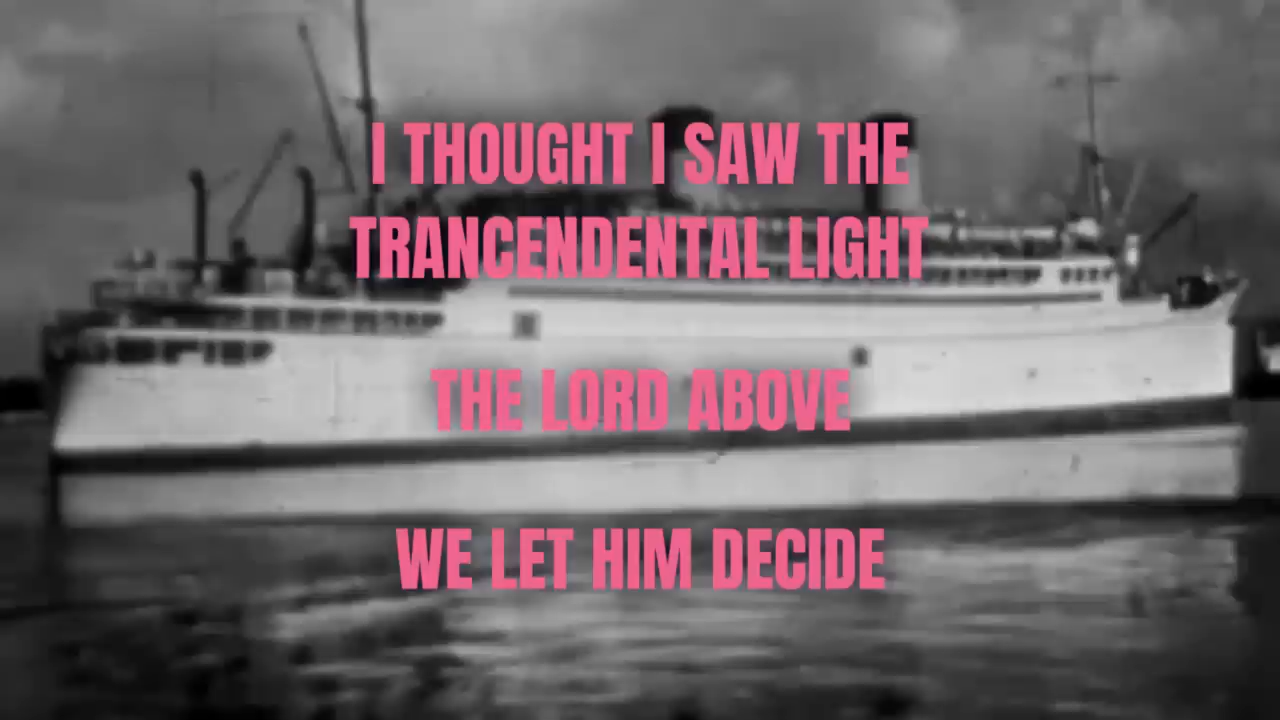 I THOUGHT I SAW THE
TRANCENDENTAL LIGHT
THE LORD ABOVE
WE LET HIM DECIDE